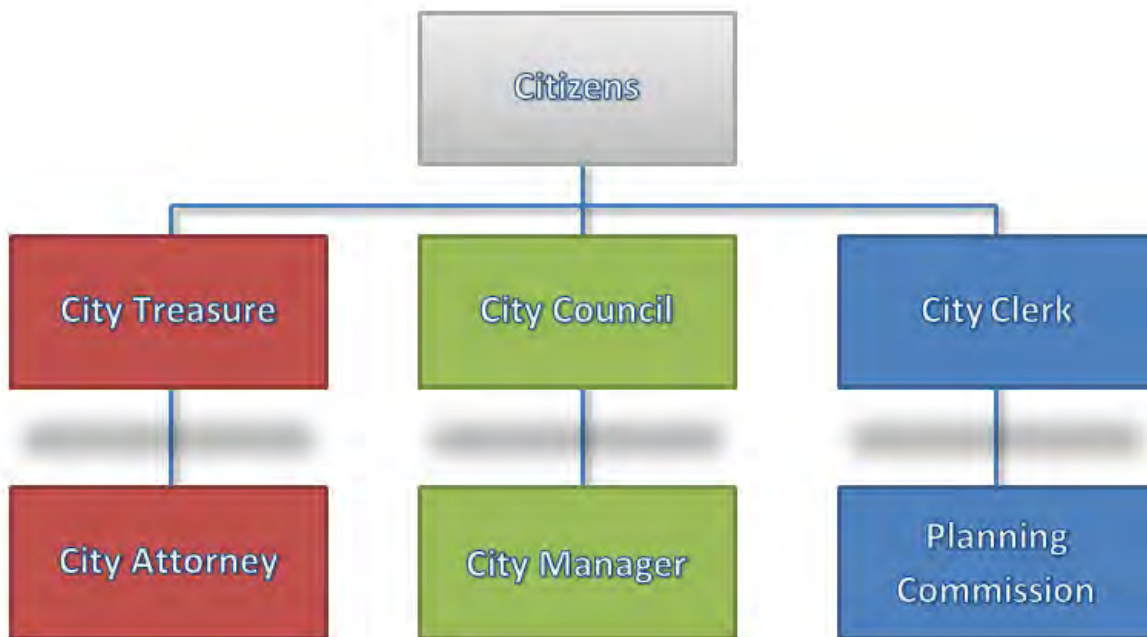 Citizens
City Treasure
City Council
City Clerk
City Attorney
City Manager
Planning
Commission